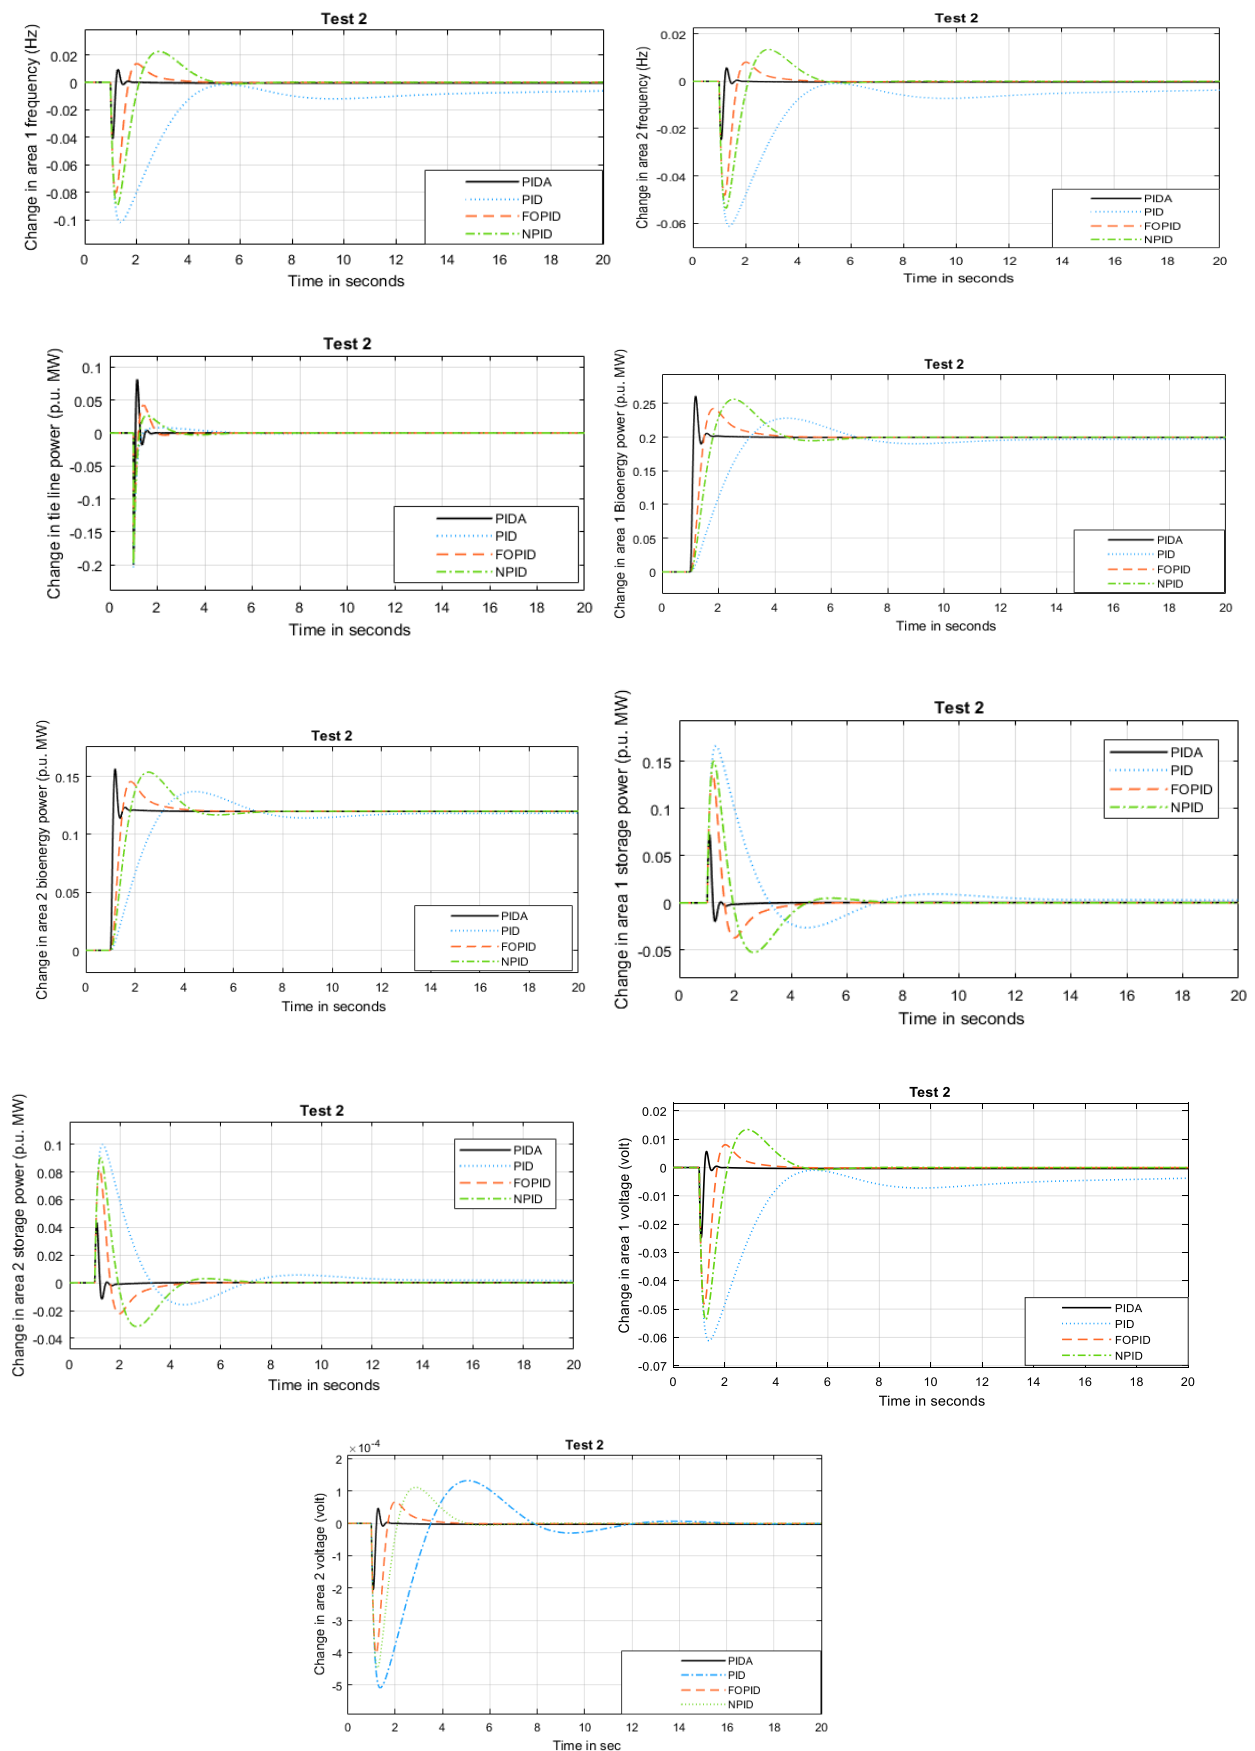 Test 2
Change in area 1 frequency (Hz)
0.02
0
-0.02
-0.04
-0.06
-0.08
-0.1
PIDA
PID
FOPID
NPID
0 2 4 6 8 10 12 14 16 18 20
Time in seconds
Test 2
Change in area 2 frequency (Hz)
0.02
0
-0.02
-0.04
-0.06
PIDA
PID
FOPID
NPID
0 2 4 6 8 10 12 14 16 18 20
Time in seconds
Test 2
Change in tie line power (p.u. MW)
0.1
0.05
0
-0.05
-0.1
-0.15
-0.2
PIDA
PID
FOPID
NPID
0 2 4 6 8 10 12 14 16 18 20
Time in seconds
Test 2
Change in area 1 Bioenergy power (p.u. MW)
0.25
0.2
0.15
0.1
0.05
0
PIDA
PID
FOPID
NPID
0 2 4 6 8 10 12 14 16 18 20
Time in seconds
Test 2
Change in area 2 bioenergy power (p.u. MW)
0.15
0.1
0.05
0
PIDA
PID
FOPID
NPID
0 2 4 6 8 10 12 14 16 18 20
Time in seconds
Test 2
Change in area 1 storage power (p.u. MW)
0.15
0.1
0.05
0
-0.05
PIDA
PID
FOPID
NPID
0 2 4 6 8 10 12 14 16 18 20
Time in seconds
Test 2
Change in area 2 storage power (p.u. MW)
0.1
0.08
0.06
0.04
0.02
0
-0.02
-0.04
PIDA
PID
FOPID
NPID
0 2 4 6 8 10 12 14 16 18 20
Time in seconds
Test 2
Change in area 1 voltage (volt)
0.02
0.01
0
-0.01
-0.02
-0.03
-0.04
-0.05
-0.06
-0.07
PIDA
PID
FOPID
NPID
0 2 4 6 8 10 12 14 16 18 20
Time in seconds
×10⁻⁴
Test 2
Change in area 2 voltage (volt)
2
1
0
-1
-2
-3
-4
-5
PIDA
PID
FOPID
NPID
0 2 4 6 8 10 12 14 16 18 20
Time in sec